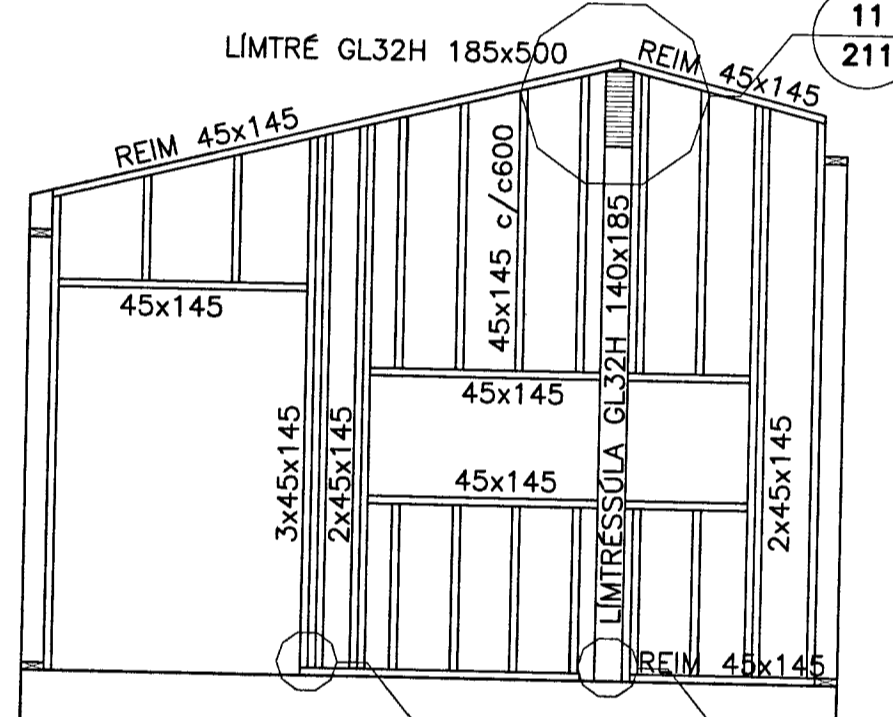 LÍMTRÉ GL32H 185x500
REIM 45x145
11
211
REIM 45x145
45x145 c/c600
45x145
LÍMTRÉSSÚLA GL32H 140x185
45x145
3x45x145
2x45x145
45x145
2x45x145
REIM 45x145